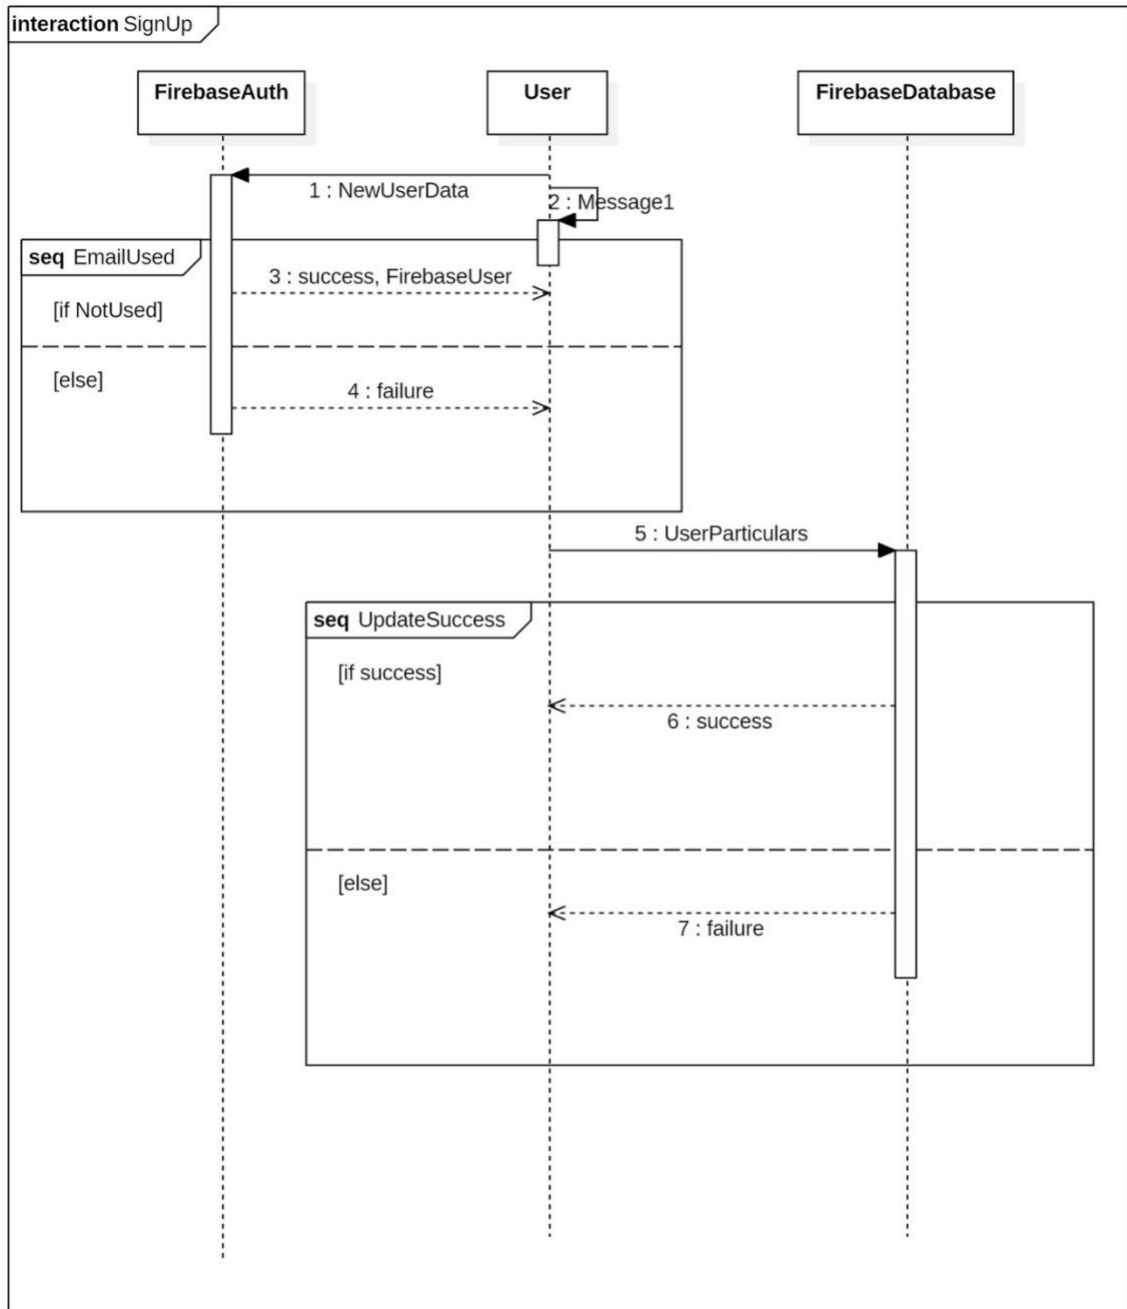 interaction SignUp
FirebaseAuth
User
FirebaseDatabase
1 : NewUserData
2 : Message1
seq EmailUsed
3 : success, FirebaseUser
[if NotUsed]
[else]
4 : failure
5 : UserParticulars
seq UpdateSuccess
[if success]
6 : success
[else]
7 : failure